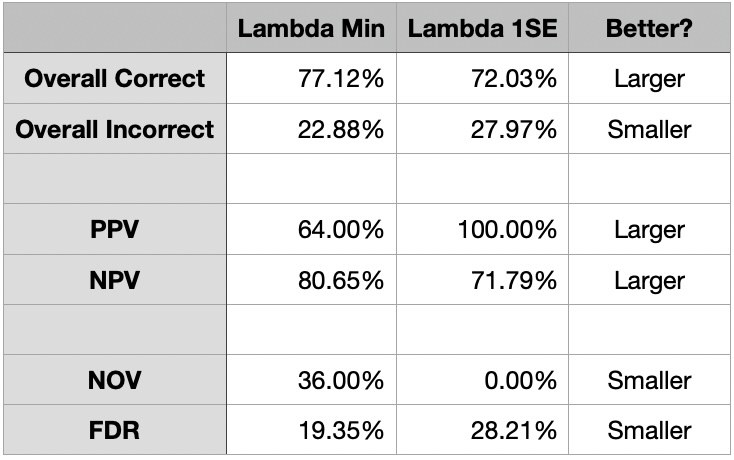 Lambda Min Lambda 1SE Better?
Overall Correct 77.12% 72.03% Larger
Overall Incorrect 22.88% 27.97% Smaller
PPV 64.00% 100.00% Larger
NPV 80.65% 71.79% Larger
NOV 36.00% 0.00% Smaller
FDR 19.35% 28.21% Smaller